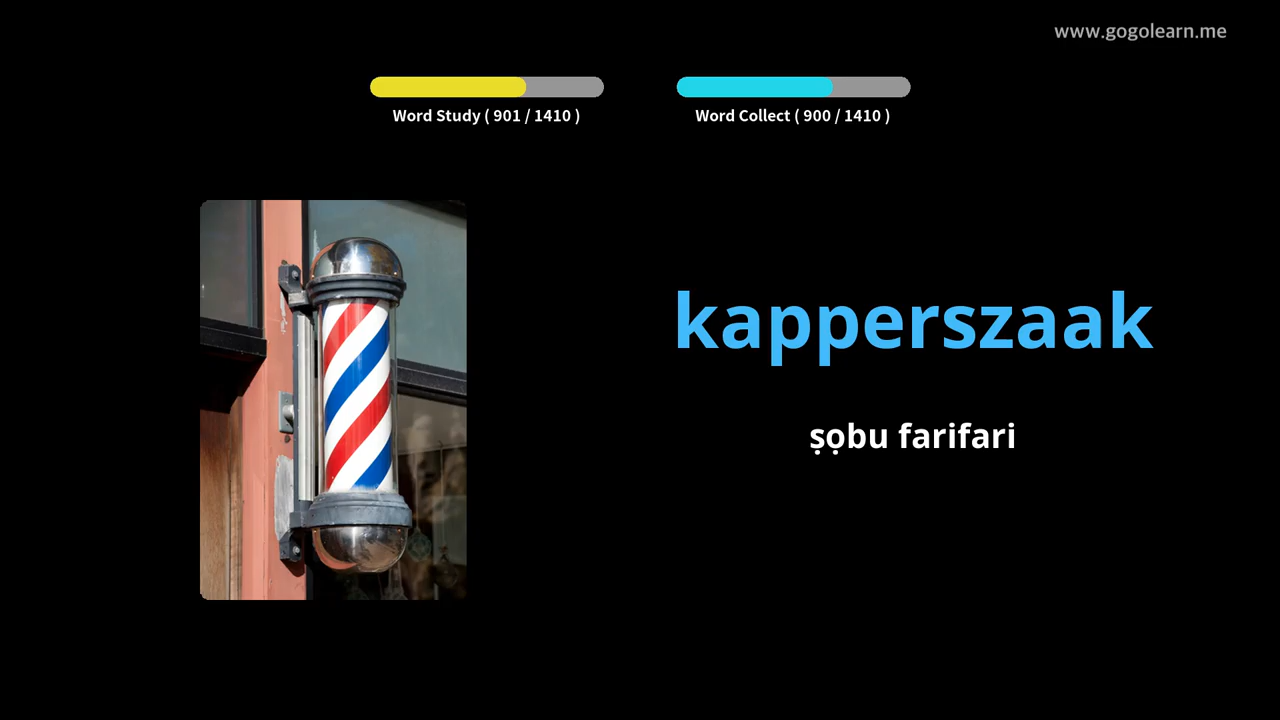 www.gogolearn.me
Word Study ( 901 / 1410 )
Word Collect ( 900 / 1410 )
kapperszaak
ṣọbu farifari